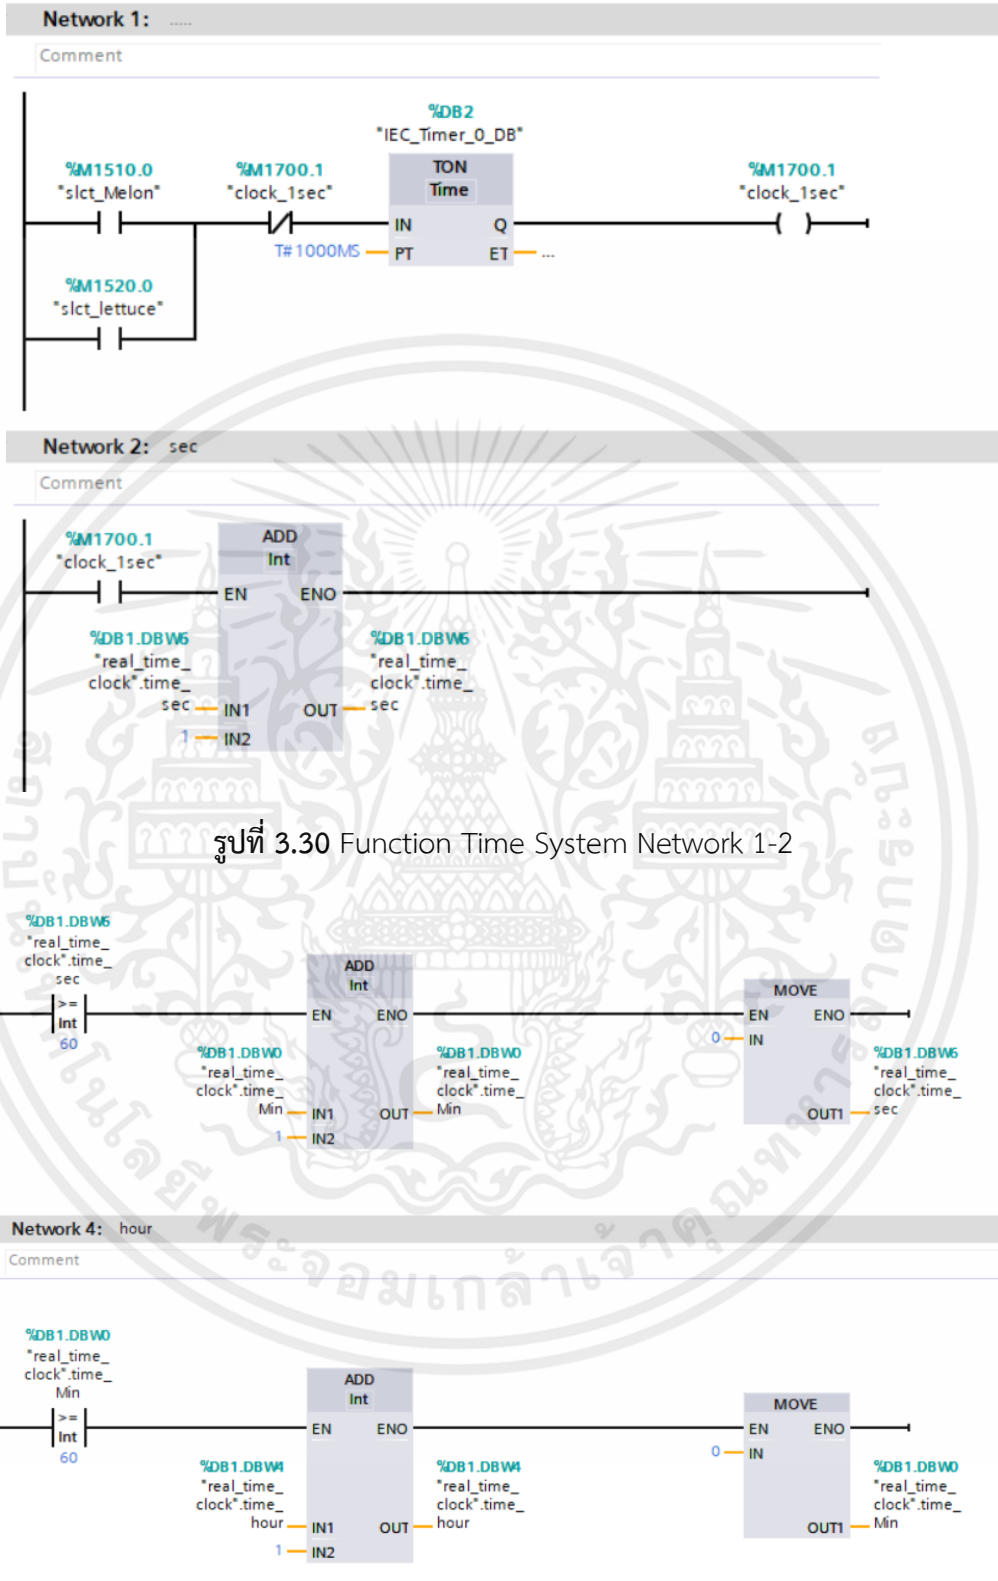 Network 1: .....
Comment
%DB2
"IEC_Timer_0_DB"
%M1510.0
"slct_Melon"
%M1700.1
"clock_1sec"
TON
Time
%M1700.1
"clock_1sec"
IN
Q
T#1000MS
PT
ET
...
%M1520.0
"slct_lettuce"
Network 2: sec
Comment
%M1700.1
"clock_1sec"
ADD
Int
EN
ENO
%DB1.DBW6
"real_time_
clock".time_
sec
IN1
OUT
%DB1.DBW6
"real_time_
clock".time_
sec
1
IN2
รูปที่ 3.30 Function Time System Network 1-2
%DB1.DBW6
"real_time_
clock".time_
sec
>=
Int
60
ADD
Int
EN
ENO
%DB1.DBW0
"real_time_
clock".time_
Min
IN1
OUT
%DB1.DBW0
"real_time_
clock".time_
Min
1
IN2
MOVE
EN
ENO
0
IN
OUT1
%DB1.DBW6
"real_time_
clock".time_
sec
Network 4: hour
Comment
%DB1.DBW0
"real_time_
clock".time_
Min
>=
Int
60
ADD
Int
EN
ENO
%DB1.DBW4
"real_time_
clock".time_
hour
IN1
OUT
%DB1.DBW4
"real_time_
clock".time_
hour
1
IN2
MOVE
EN
ENO
0
IN
OUT1
%DB1.DBW0
"real_time_
clock".time_
Min